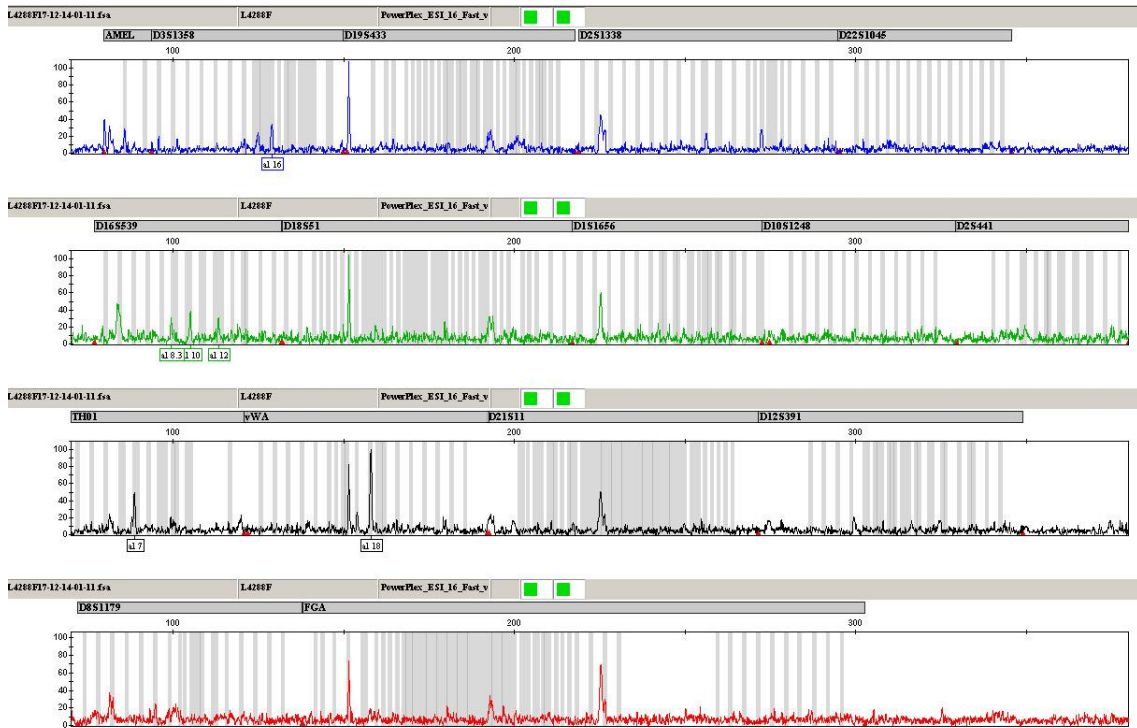 L4288F17-12-14-01-11.fsa L4288F PowerPlex_ESI_16_Fast_v
AMEL D3S1358 D19S433 D2S1338 D22S1045
100 200 300
100
80
60
40
20
0
al 16
L4288F17-12-14-01-11.fsa L4288F PowerPlex_ESI_16_Fast_v
D16S539 D18S51 D1S1656 D10S1248 D2S441
100 200 300
100
80
60
40
20
0
al 8.3 l 10 al 12
L4288F17-12-14-01-11.fsa L4288F PowerPlex_ESI_16_Fast_v
TH01 vWA D21S11 D12S391
100 200 300
100
80
60
40
20
0
al 7 al 18
L4288F17-12-14-01-11.fsa L4288F PowerPlex_ESI_16_Fast_v
D8S1179 FGA
100 200 300
100
80
60
40
20
0